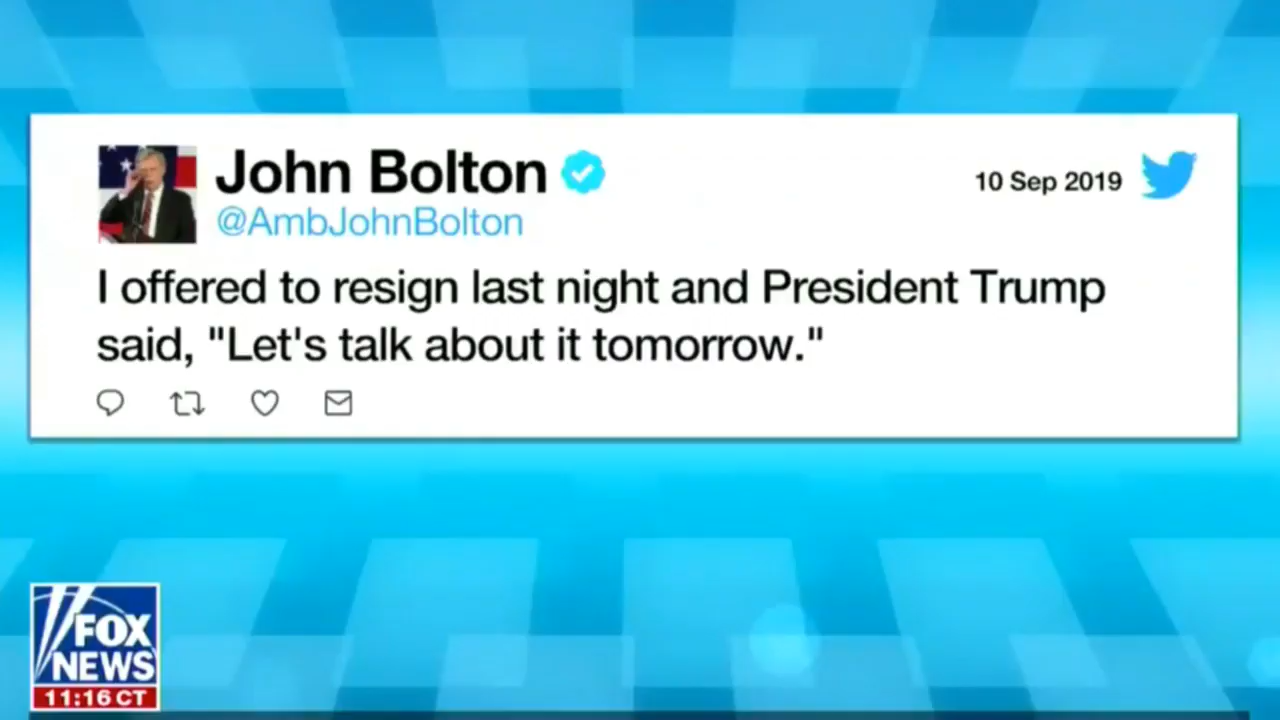 John Bolton
@AmbJohnBolton
10 Sep 2019
I offered to resign last night and President Trump
said, "Let's talk about it tomorrow."
FOX
NEWS
11:16 CT